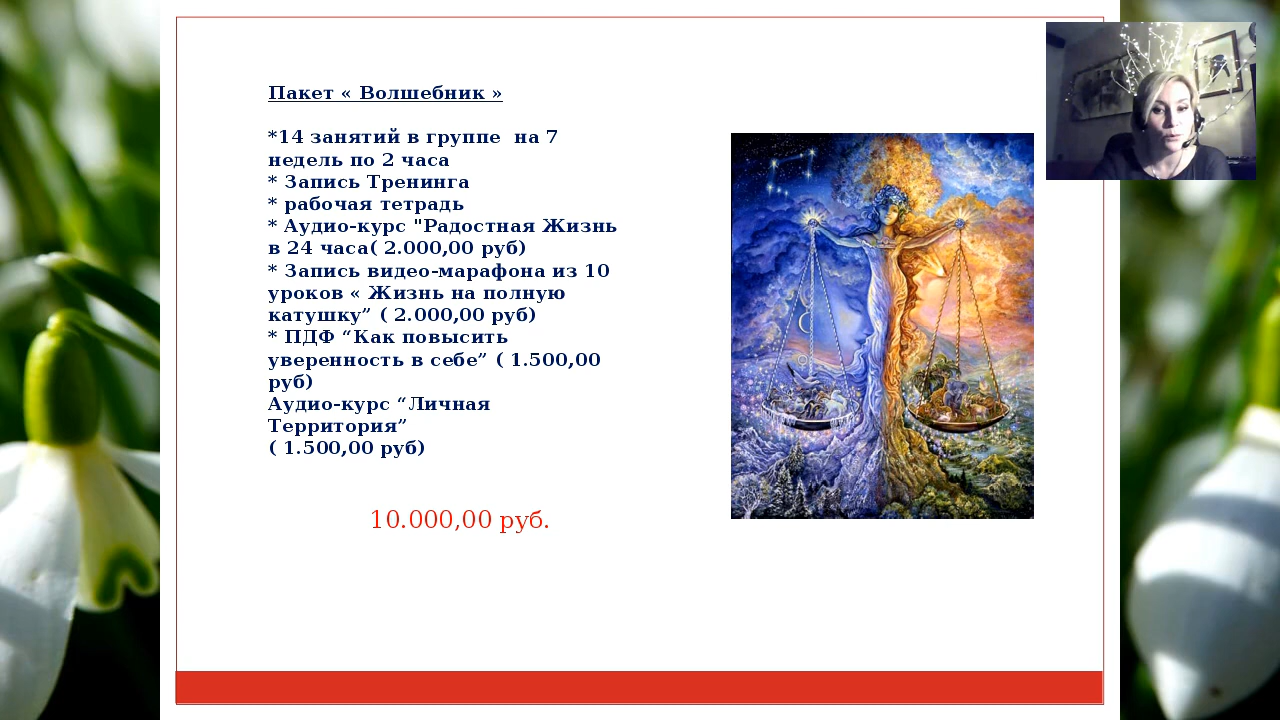 Пакет « Волшебник »
*14 занятий в группе  на 7
недель по 2 часа
* Запись Тренинга
* рабочая тетрадь
* Аудио-курс "Радостная Жизнь
в 24 часа( 2.000,00 руб)
* Запись видео-марафона из 10
уроков « Жизнь на полную
катушку” ( 2.000,00 руб)
* ПДФ “Как повысить
уверенность в себе” ( 1.500,00
руб)
Аудио-курс “Личная
Территория”
( 1.500,00 руб)
10.000,00 руб.